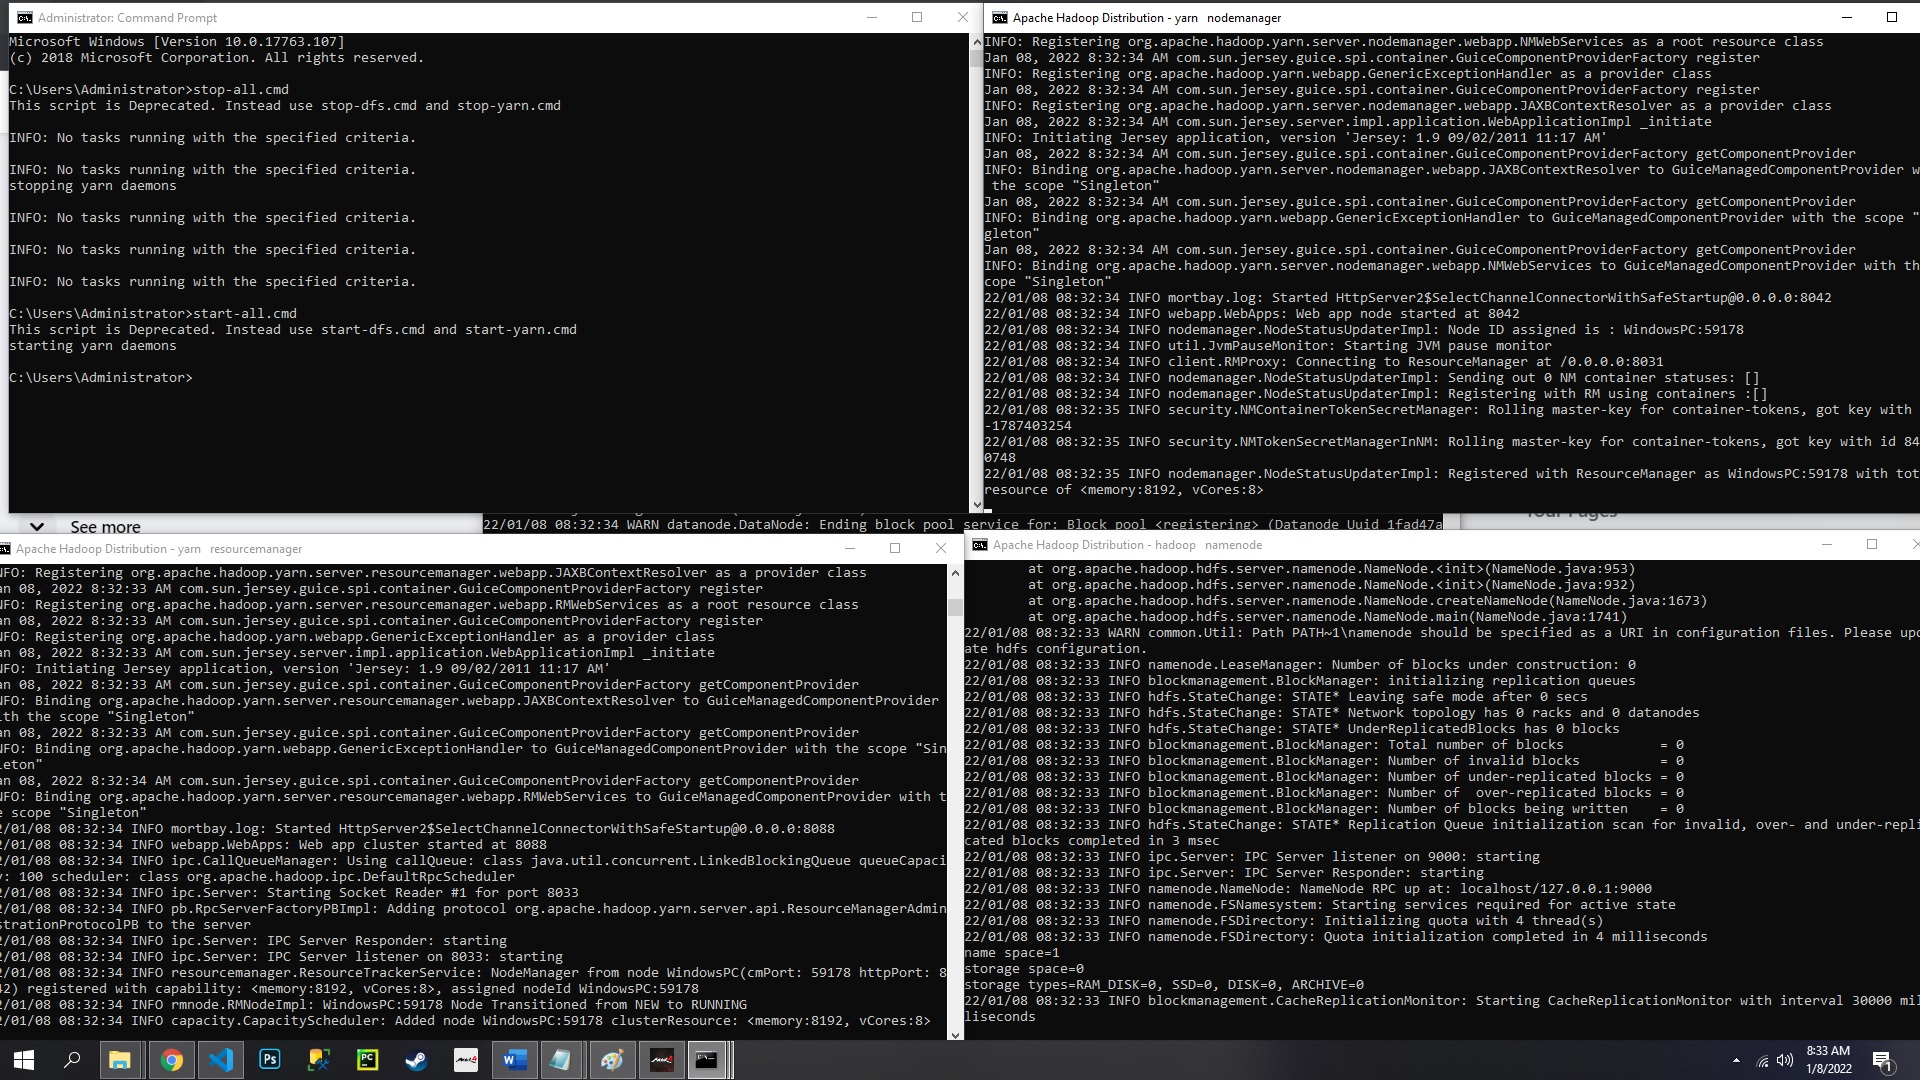 Administrator: Command Prompt
Microsoft Windows [Version 10.0.17763.107]
(c) 2018 Microsoft Corporation. All rights reserved.
C:\Users\Administrator>stop-all.cmd
This script is Deprecated. Instead use stop-dfs.cmd and stop-yarn.cmd
INFO: No tasks running with the specified criteria.
INFO: No tasks running with the specified criteria.
stopping yarn daemons
INFO: No tasks running with the specified criteria.
INFO: No tasks running with the specified criteria.
INFO: No tasks running with the specified criteria.
C:\Users\Administrator>start-all.cmd
This script is Deprecated. Instead use start-dfs.cmd and start-yarn.cmd
starting yarn daemons
C:\Users\Administrator>
Apache Hadoop Distribution - yarn   nodemanager
INFO: Registering org.apache.hadoop.yarn.server.nodemanager.webapp.NMWebServices as a root resource class
Jan 08, 2022 8:32:34 AM com.sun.jersey.guice.spi.container.GuiceComponentProviderFactory register
INFO: Registering org.apache.hadoop.yarn.webapp.GenericExceptionHandler as a provider class
Jan 08, 2022 8:32:34 AM com.sun.jersey.guice.spi.container.GuiceComponentProviderFactory register
INFO: Registering org.apache.hadoop.yarn.server.nodemanager.webapp.JAXBContextResolver as a provider class
Jan 08, 2022 8:32:34 AM com.sun.jersey.server.impl.application.WebApplicationImpl _initiate
INFO: Initiating Jersey application, version 'Jersey: 1.9 09/02/2011 11:17 AM'
Jan 08, 2022 8:32:34 AM com.sun.jersey.guice.spi.container.GuiceComponentProviderFactory getComponentProvider
INFO: Binding org.apache.hadoop.yarn.server.nodemanager.webapp.JAXBContextResolver to GuiceManagedComponentProvider w
the scope "Singleton"
Jan 08, 2022 8:32:34 AM com.sun.jersey.guice.spi.container.GuiceComponentProviderFactory getComponentProvider
INFO: Binding org.apache.hadoop.yarn.webapp.GenericExceptionHandler to GuiceManagedComponentProvider with the scope "
gleton"
Jan 08, 2022 8:32:34 AM com.sun.jersey.guice.spi.container.GuiceComponentProviderFactory getComponentProvider
INFO: Binding org.apache.hadoop.yarn.server.nodemanager.webapp.NMWebServices to GuiceManagedComponentProvider with th
cope "Singleton"
22/01/08 08:32:34 INFO mortbay.log: Started HttpServer2$SelectChannelConnectorWithSafeStartup@0.0.0.0:8042
22/01/08 08:32:34 INFO webapp.WebApps: Web app node started at 8042
22/01/08 08:32:34 INFO nodemanager.NodeStatusUpdaterImpl: Node ID assigned is : WindowsPC:59178
22/01/08 08:32:34 INFO util.JvmPauseMonitor: Starting JVM pause monitor
22/01/08 08:32:34 INFO client.RMProxy: Connecting to ResourceManager at /0.0.0.0:8031
22/01/08 08:32:34 INFO nodemanager.NodeStatusUpdaterImpl: Sending out 0 NM container statuses: []
22/01/08 08:32:34 INFO nodemanager.NodeStatusUpdaterImpl: Registering with RM using containers :[]
22/01/08 08:32:35 INFO security.NMContainerTokenSecretManager: Rolling master-key for container-tokens, got key with
-1787403254
22/01/08 08:32:35 INFO security.NMTokenSecretManagerInNM: Rolling master-key for container-tokens, got key with id 84
0748
22/01/08 08:32:35 INFO nodemanager.NodeStatusUpdaterImpl: Registered with ResourceManager as WindowsPC:59178 with tot
resource of <memory:8192, vCores:8>
See more
22/01/08 08:32:34 WARN datanode.DataNode: Ending block pool service for: Block pool <registering> (Datanode Uuid 1fad47a
Apache Hadoop Distribution - yarn   resourcemanager
NFO: Registering org.apache.hadoop.yarn.server.resourcemanager.webapp.JAXBContextResolver as a provider class
an 08, 2022 8:32:33 AM com.sun.jersey.guice.spi.container.GuiceComponentProviderFactory register
NFO: Registering org.apache.hadoop.yarn.server.resourcemanager.webapp.RMWebServices as a root resource class
an 08, 2022 8:32:33 AM com.sun.jersey.guice.spi.container.GuiceComponentProviderFactory register
NFO: Registering org.apache.hadoop.yarn.webapp.GenericExceptionHandler as a provider class
an 08, 2022 8:32:33 AM com.sun.jersey.server.impl.application.WebApplicationImpl _initiate
NFO: Initiating Jersey application, version 'Jersey: 1.9 09/02/2011 11:17 AM'
an 08, 2022 8:32:33 AM com.sun.jersey.guice.spi.container.GuiceComponentProviderFactory getComponentProvider
NFO: Binding org.apache.hadoop.yarn.server.resourcemanager.webapp.JAXBContextResolver to GuiceManagedComponentProvider
ith the scope "Singleton"
an 08, 2022 8:32:33 AM com.sun.jersey.guice.spi.container.GuiceComponentProviderFactory getComponentProvider
NFO: Binding org.apache.hadoop.yarn.webapp.GenericExceptionHandler to GuiceManagedComponentProvider with the scope "Sin
leton"
an 08, 2022 8:32:34 AM com.sun.jersey.guice.spi.container.GuiceComponentProviderFactory getComponentProvider
NFO: Binding org.apache.hadoop.yarn.server.resourcemanager.webapp.RMWebServices to GuiceManagedComponentProvider with t
e scope "Singleton"
2/01/08 08:32:34 INFO mortbay.log: Started HttpServer2$SelectChannelConnectorWithSafeStartup@0.0.0.0:8088
2/01/08 08:32:34 INFO webapp.WebApps: Web app cluster started at 8088
2/01/08 08:32:34 INFO ipc.CallQueueManager: Using callQueue: class java.util.concurrent.LinkedBlockingQueue queueCapaci
y: 100 scheduler: class org.apache.hadoop.ipc.DefaultRpcScheduler
2/01/08 08:32:34 INFO ipc.Server: Starting Socket Reader #1 for port 8033
2/01/08 08:32:34 INFO pb.RpcServerFactoryPBImpl: Adding protocol org.apache.hadoop.yarn.server.api.ResourceManagerAdmin
strationProtocolPB to the server
2/01/08 08:32:34 INFO ipc.Server: IPC Server Responder: starting
2/01/08 08:32:34 INFO ipc.Server: IPC Server listener on 8033: starting
2/01/08 08:32:34 INFO resourcemanager.ResourceTrackerService: NodeManager from node WindowsPC(cmPort: 59178 httpPort: 8
42) registered with capability: <memory:8192, vCores:8>, assigned nodeId WindowsPC:59178
2/01/08 08:32:34 INFO rmnode.RMNodeImpl: WindowsPC:59178 Node Transitioned from NEW to RUNNING
2/01/08 08:32:34 INFO capacity.CapacityScheduler: Added node WindowsPC:59178 clusterResource: <memory:8192, vCores:8>
Apache Hadoop Distribution - hadoop   namenode
at org.apache.hadoop.hdfs.server.namenode.NameNode.<init>(NameNode.java:953)
at org.apache.hadoop.hdfs.server.namenode.NameNode.<init>(NameNode.java:932)
at org.apache.hadoop.hdfs.server.namenode.NameNode.createNameNode(NameNode.java:1673)
at org.apache.hadoop.hdfs.server.namenode.NameNode.main(NameNode.java:1741)
22/01/08 08:32:33 WARN common.Util: Path PATH~1\namenode should be specified as a URI in configuration files. Please upd
ate hdfs configuration.
22/01/08 08:32:33 INFO namenode.LeaseManager: Number of blocks under construction: 0
22/01/08 08:32:33 INFO blockmanagement.BlockManager: initializing replication queues
22/01/08 08:32:33 INFO hdfs.StateChange: STATE* Leaving safe mode after 0 secs
22/01/08 08:32:33 INFO hdfs.StateChange: STATE* Network topology has 0 racks and 0 datanodes
22/01/08 08:32:33 INFO hdfs.StateChange: STATE* UnderReplicatedBlocks has 0 blocks
22/01/08 08:32:33 INFO blockmanagement.BlockManager: Total number of blocks            = 0
22/01/08 08:32:33 INFO blockmanagement.BlockManager: Number of invalid blocks          = 0
22/01/08 08:32:33 INFO blockmanagement.BlockManager: Number of under-replicated blocks = 0
22/01/08 08:32:33 INFO blockmanagement.BlockManager: Number of  over-replicated blocks = 0
22/01/08 08:32:33 INFO blockmanagement.BlockManager: Number of blocks being written    = 0
22/01/08 08:32:33 INFO hdfs.StateChange: STATE* Replication Queue initialization scan for invalid, over- and under-repli
cated blocks completed in 3 msec
22/01/08 08:32:33 INFO ipc.Server: IPC Server listener on 9000: starting
22/01/08 08:32:33 INFO ipc.Server: IPC Server Responder: starting
22/01/08 08:32:33 INFO namenode.NameNode: NameNode RPC up at: localhost/127.0.0.1:9000
22/01/08 08:32:33 INFO namenode.FSNamesystem: Starting services required for active state
22/01/08 08:32:33 INFO namenode.FSDirectory: Initializing quota with 4 thread(s)
22/01/08 08:32:33 INFO namenode.FSDirectory: Quota initialization completed in 4 milliseconds
name space=1
storage space=0
storage types=RAM_DISK=0, SSD=0, DISK=0, ARCHIVE=0
22/01/08 08:32:33 INFO blockmanagement.CacheReplicationMonitor: Starting CacheReplicationMonitor with interval 30000 mil
liseconds
Ps
PC
8:33 AM
1/8/2022
1